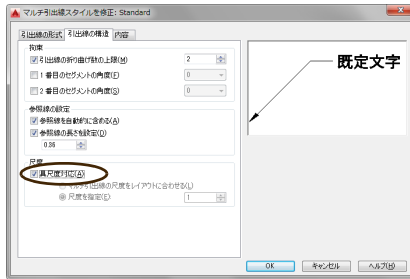 マルチ引出線スタイルを修正: Standard
引出線の形式 引出線の構造 内容
拘束
引出線の折り曲げ数の上限(M) 2
1 番目のセグメントの角度(F) 0
2 番目のセグメントの角度(S) 0
参照線の設定
参照線を自動的に含める(A)
参照線の長さを設定(D)
0.36
尺度
異尺度対応(A)
マルチ引出線の尺度をレイアウトに合わせる(L)
尺度を指定(E) 1
既定文字
OK キャンセル ヘルプ(H)